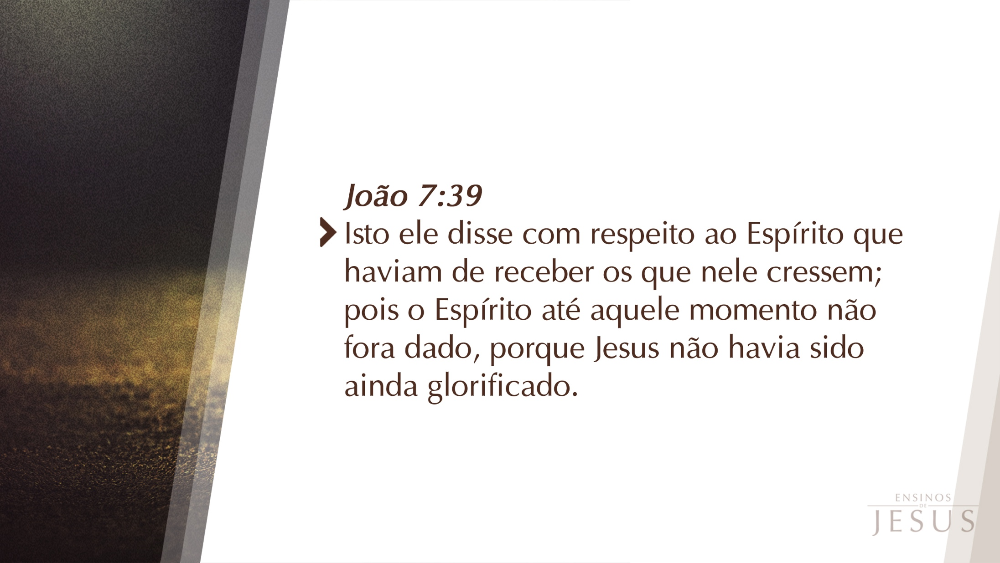 João 7:39
Isto ele disse com respeito ao Espírito que
haviam de receber os que nele cressem;
pois o Espírito até aquele momento não
fora dado, porque Jesus não havia sido
ainda glorificado.
ENSINOS
DE
JESUS